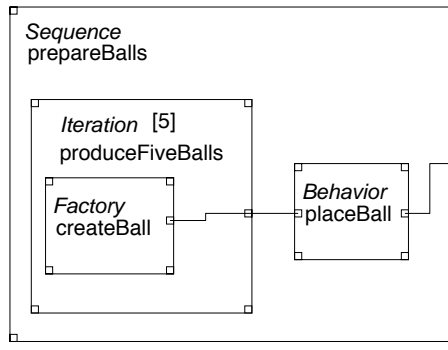 Sequence
prepareBalls
Iteration [5]
produceFiveBalls
Factory
createBall
Behavior
placeBall